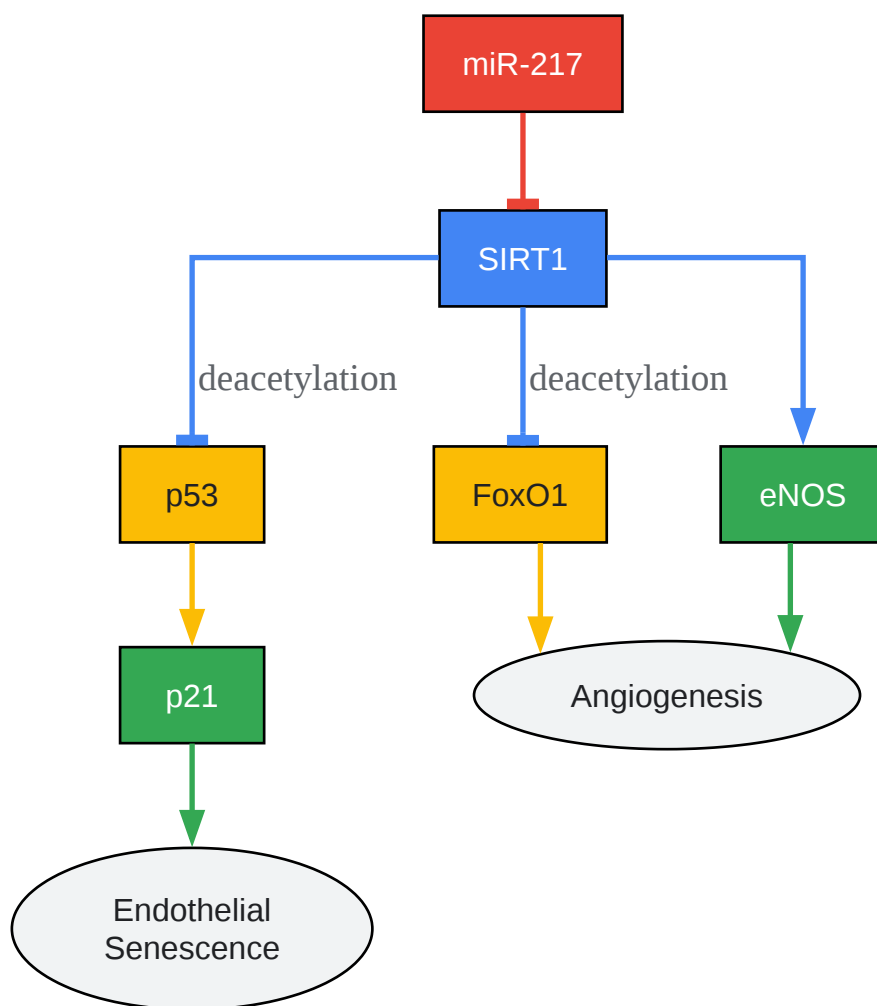 miR-217
SIRT1
deacetylation
deacetylation
p53
FoxO1
eNOS
p21
Angiogenesis
Endothelial
Senescence